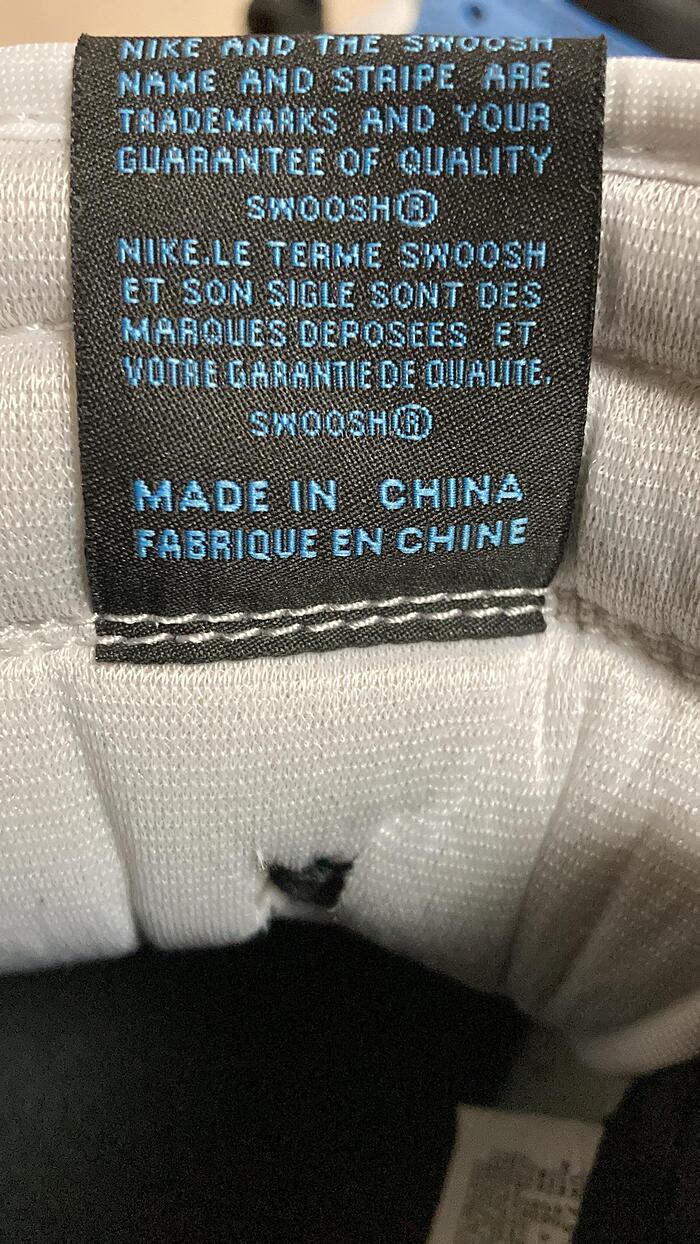 NIKE AND THE SWOOSH
NAME AND STRIPE ARE
TRADEMARKS AND YOUR
GUARANTEE OF QUALITY
SWOOSH®
NIKE.LE TERME SWOOSH
ET SON SIGLE SONT DES
MARQUES DEPOSEES ET
VOTRE GARANTIE DE QUALITE.
SWOOSH®
MADE IN CHINA
FABRIQUE EN CHINE